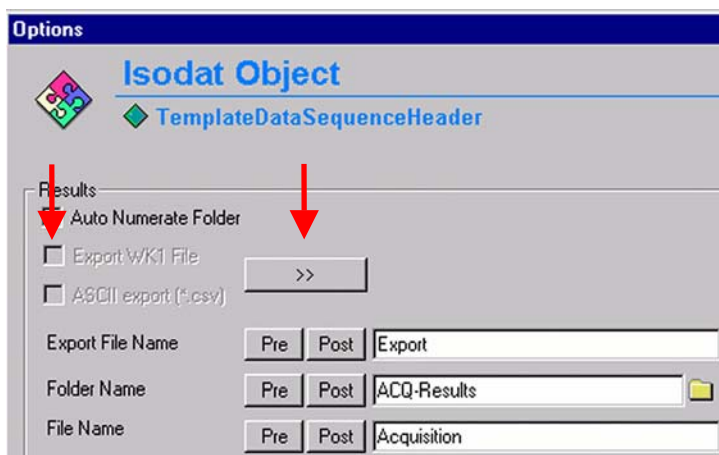 Options
Isodat Object
TemplateDataSequenceHeader
Results
Auto Numerate Folder
Export WK1 File
>>
ASCII export (*.csv)
Export File Name Pre Post Export
Folder Name Pre Post ACQ-Results
File Name Pre Post Acquisition